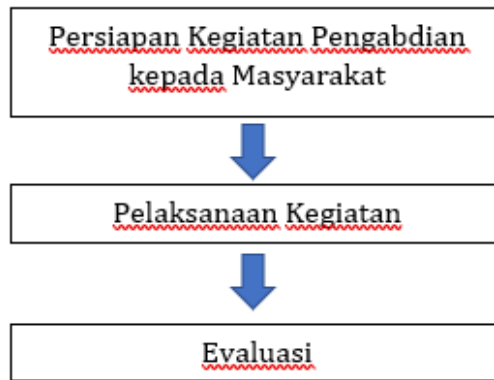 Persiapan Kegiatan Pengabdian
kepada Masyarakat
Pelaksanaan Kegiatan
Evaluasi